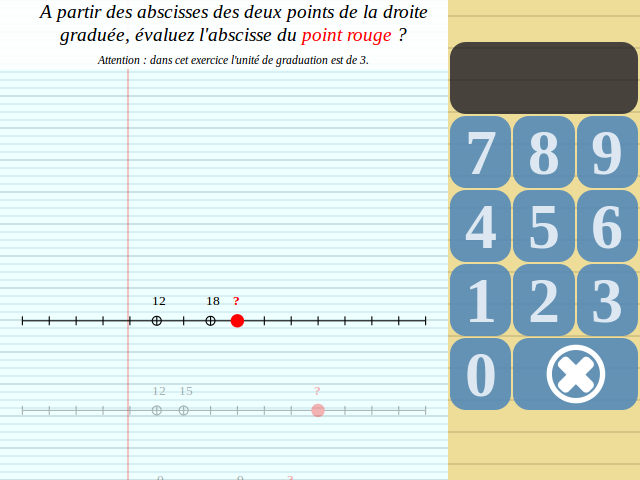 A partir des abscisses des deux points de la droite
graduée, évaluez l'abscisse du point rouge ?
Attention : dans cet exercice l'unité de graduation est de 3.
7 8 9
4 5 6
1 2 3
0
12 18 ?
12 15 ?